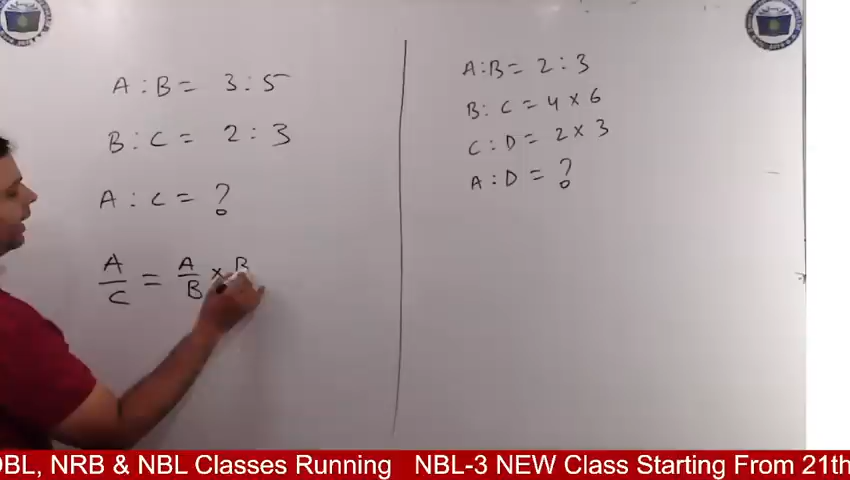 A : B = 3 : 5
B : C = 2 : 3
A : C = ?
A/C = A/B × B
A:B = 2 : 3
B : C = 4 × 6
C : D = 2 × 3
A : D = ?
OBL, NRB & NBL Classes Running NBL-3 NEW Class Starting From 21th